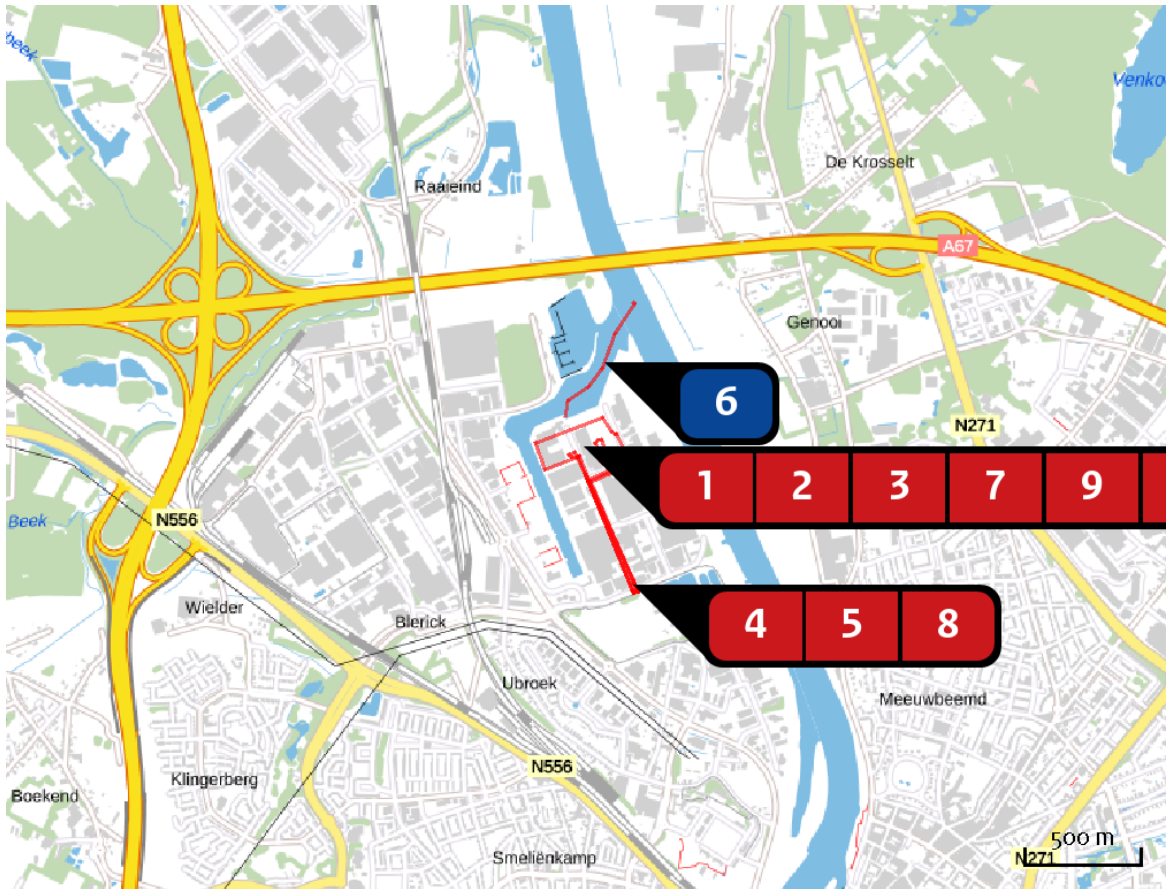 beek
Venko
De Krosselt
Raaieind
A67
Genooi
6
N271
1 2 3 7 9
Beek
N556
Wielder
Blerick
4 5 8
Ubroek
Meeuwbeemd
N556
Klingerberg
Boekend
500 m
Smeliënkamp
N271